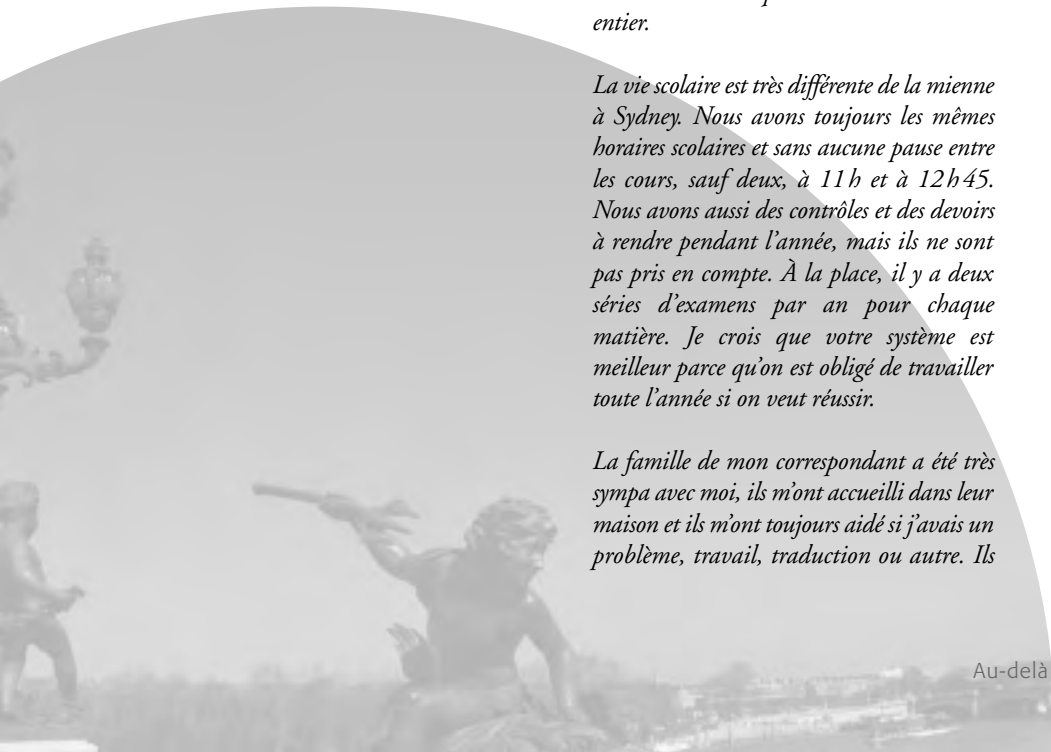 entier.
La vie scolaire est très différente de la mienne
à Sydney. Nous avons toujours les mêmes
horaires scolaires et sans aucune pause entre
les cours, sauf deux, à 11 h et à 12 h 45.
Nous avons aussi des contrôles et des devoirs
à rendre pendant l'année, mais ils ne sont
pas pris en compte. À la place, il y a deux
séries d'examens par an pour chaque
matière. Je crois que votre système est
meilleur parce qu'on est obligé de travailler
toute l'année si on veut réussir.
La famille de mon correspondant a été très
sympa avec moi, ils m'ont accueilli dans leur
maison et ils m'ont toujours aidé si j'avais un
problème, travail, traduction ou autre. Ils
Au-delà